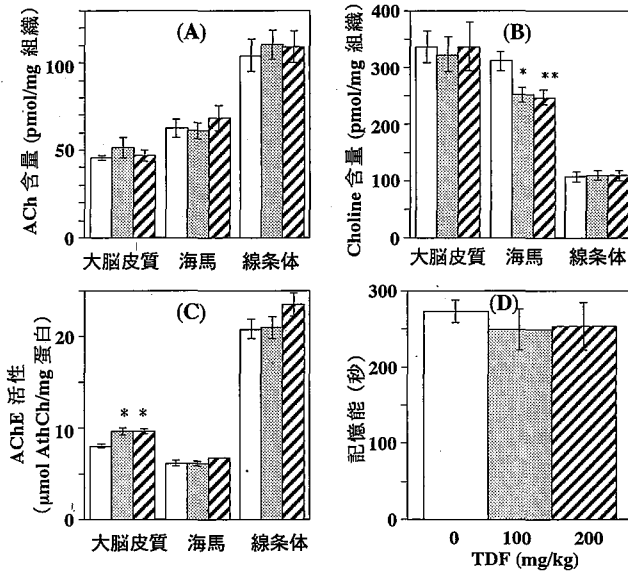 (A)
ACh 含量 (pmol/mg 組織)
100
50
0
大脳皮質 海馬 線条体
(B)
Choline 含量 (pmol/mg 組織)
400
300
200
100
0
* **
大脳皮質 海馬 線条体
(C)
AChE 活性
(μmol AthCh/mg 蛋白)
20
10
0
* *
大脳皮質 海馬 線条体
(D)
記憶能 (秒)
300
200
100
0
0 100 200
TDF (mg/kg)